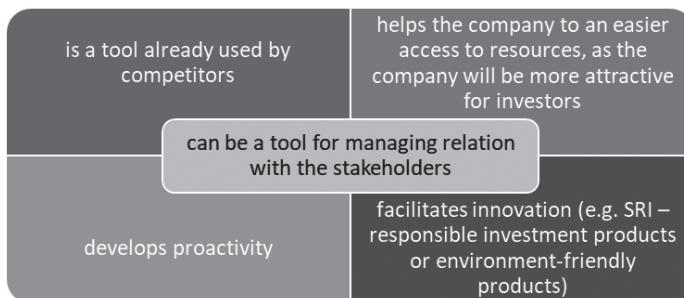 is a tool already used by
competitors
helps the company to an easier
access to resources, as the
company will be more attractive
for investors
can be a tool for managing relation
with the stakeholders
develops proactivity
facilitates innovation (e.g. SRI –
responsible investment products
or environment-friendly
products)